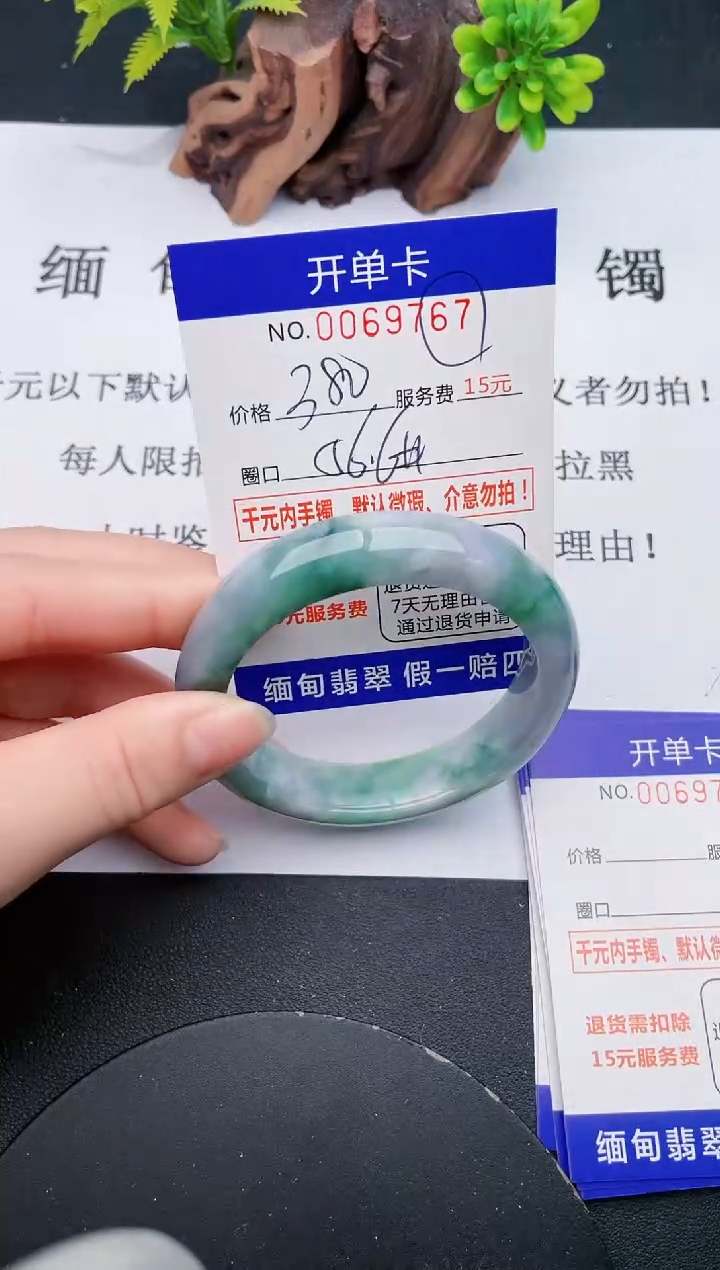 缅
镯
开单卡
NO.0069767
价格 380 服务费 15元
圈口 56.6
千元内手镯、默认微瑕、介意勿拍！
元以下默认
者勿拍！
每人限拍
拉黑
理由！
元服务费
7天无理由
通过退货申请
缅甸翡翠 假一赔四
开单卡
NO.00697
价格
圈口
千元内手镯、默认微
退货需扣除
15元服务费
缅甸翡翠